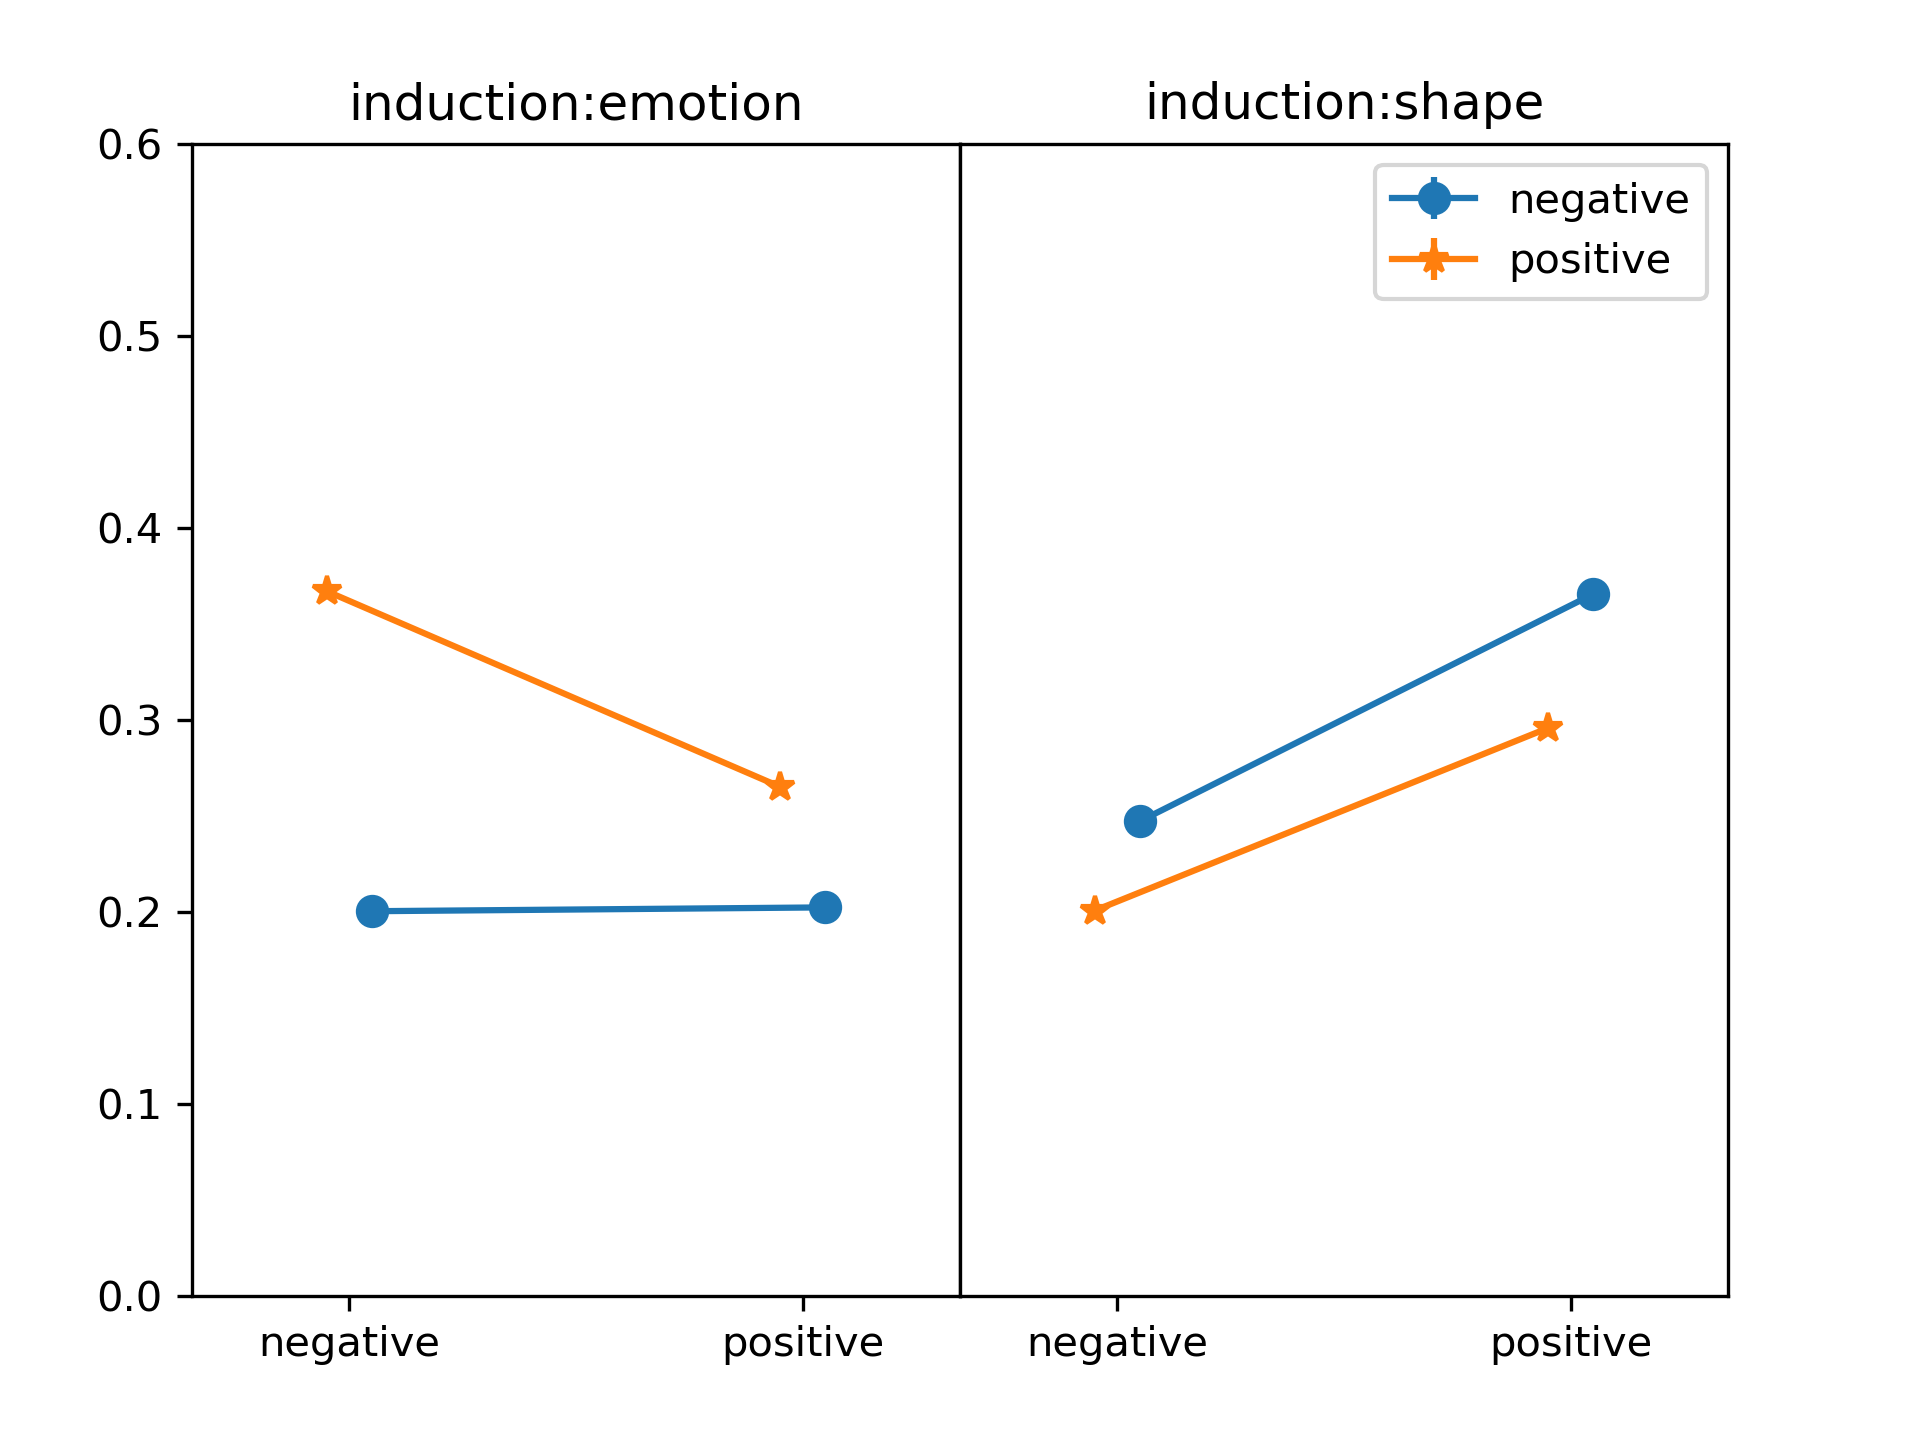 induction:emotion
induction:shape
0.6
0.5
0.4
0.3
0.2
0.1
0.0
negative
positive
negative
positive
negative
positive